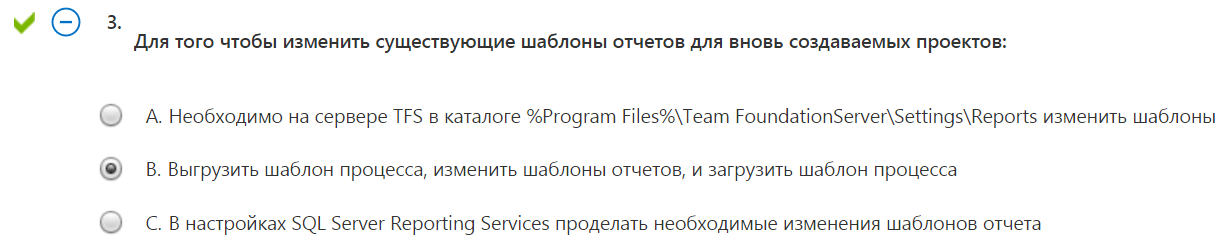 3.
Для того чтобы изменить существующие шаблоны отчетов для вновь создаваемых проектов:
A. Необходимо на сервере TFS в каталоге %Program Files%\Team FoundationServer\Settings\Reports изменить шаблоны
B. Выгрузить шаблон процесса, изменить шаблоны отчетов, и загрузить шаблон процесса
C. В настройках SQL Server Reporting Services проделать необходимые изменения шаблонов отчета